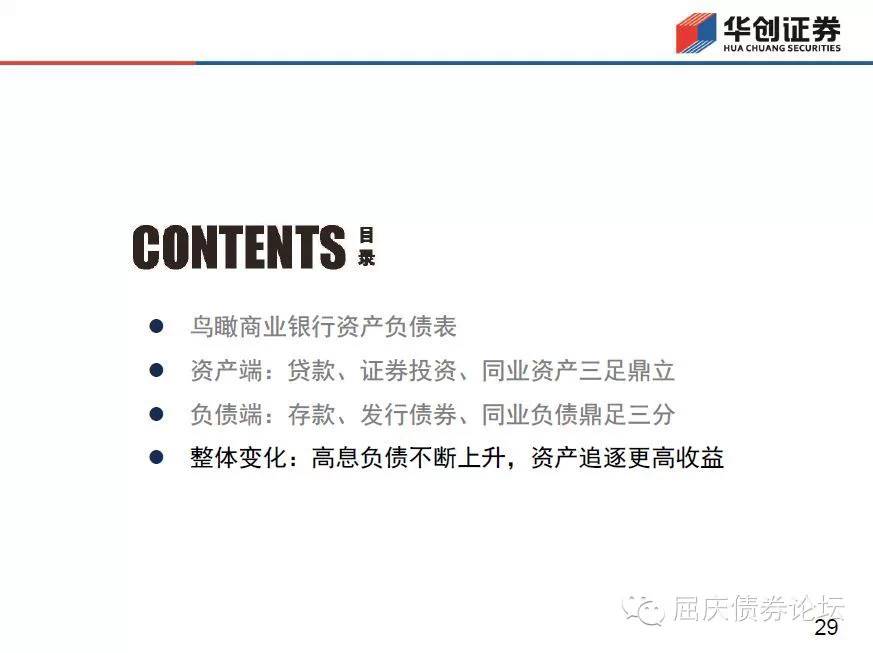 华创证券
HUA CHUANG SECURITIES
CONTENTS 目录
鸟瞰商业银行资产负债表
资产端：贷款、证券投资、同业资产三足鼎立
负债端：存款、发行债券、同业负债鼎足三分
整体变化：高息负债不断上升，资产追逐更高收益
屈庆债券论坛
29